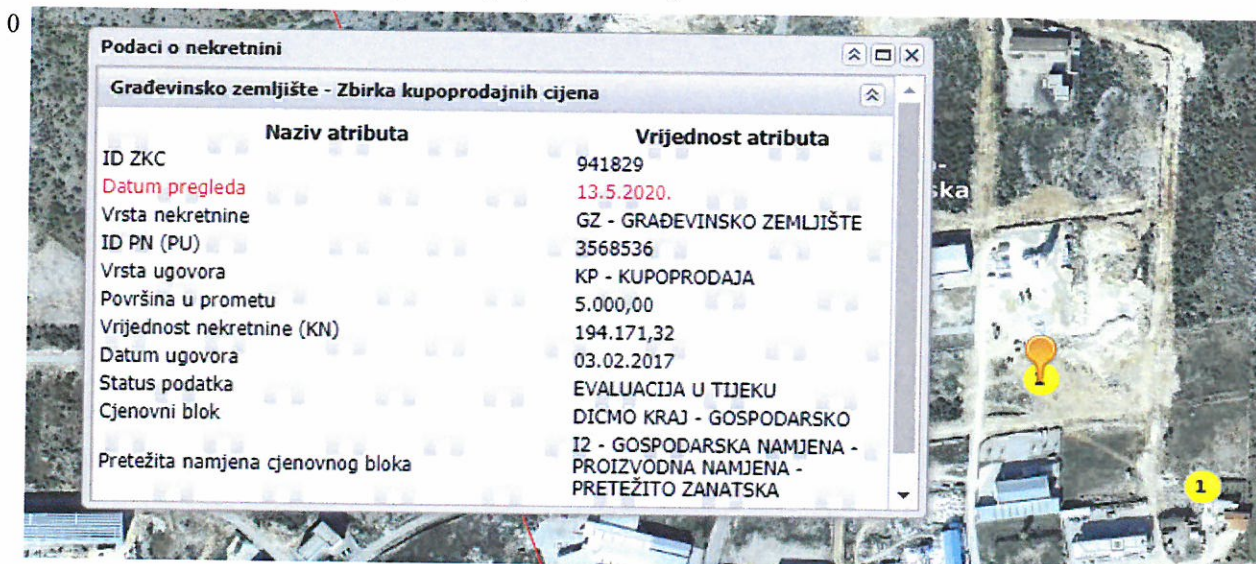 0
Podaci o nekretnini
Građevinsko zemljište - Zbirka kupoprodajnih cijena
Naziv atributa Vrijednost atributa
ID ZKC 941829
Datum pregleda 13.5.2020.
Vrsta nekretnine GZ - GRAĐEVINSKO ZEMLJIŠTE
ID PN (PU) 3568536
Vrsta ugovora KP - KUPOPRODAJA
Površina u prometu 5.000,00
Vrijednost nekretnine (KN) 194.171,32
Datum ugovora 03.02.2017
Status podatka EVALUACIJA U TIJEKU
Cjenovni blok DICMO KRAJ - GOSPODARSKO
Pretežita namjena cjenovnog bloka I2 - GOSPODARSKA NAMJENA -
PROIZVODNA NAMJENA -
PRETEŽITO ZANATSKA
ska
1